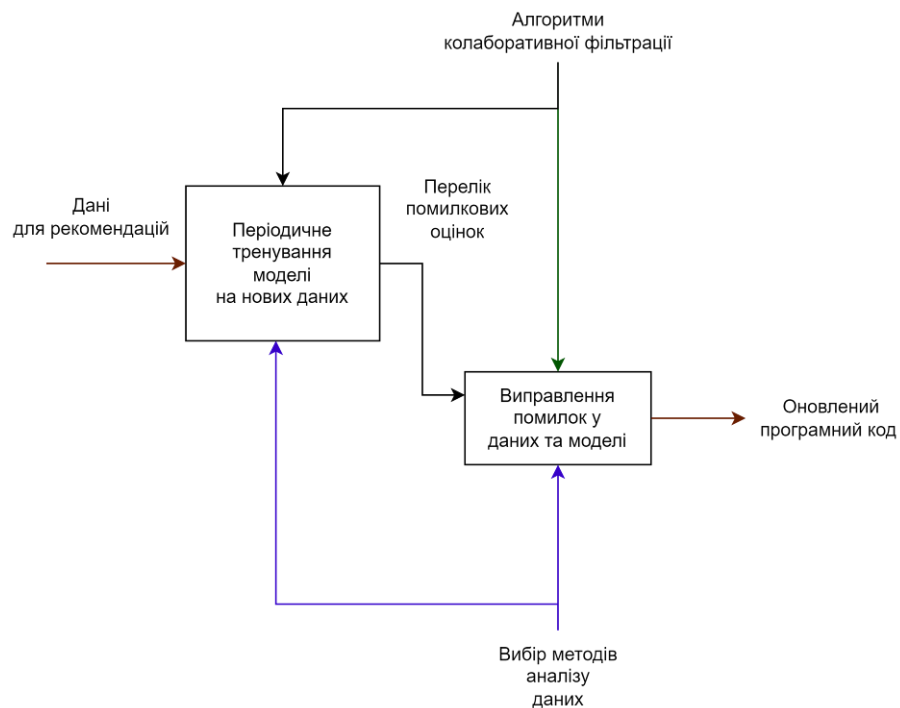 Алгоритми
колаборативної фільтрації
Дані
для рекомендацій
Періодичне
тренування
моделі
на нових даних
Перелік
помилкових
оцінок
Виправлення
помилок у
даних та моделі
Оновлений
програмний код
Вибір методів
аналізу
даних